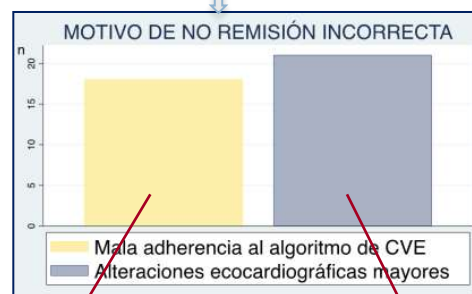 MOTIVO DE NO REMISIÓN INCORRECTA
n
20
15
10
5
0
Mala adherencia al algoritmo de CVE
Alteraciones ecocardiográficas mayores